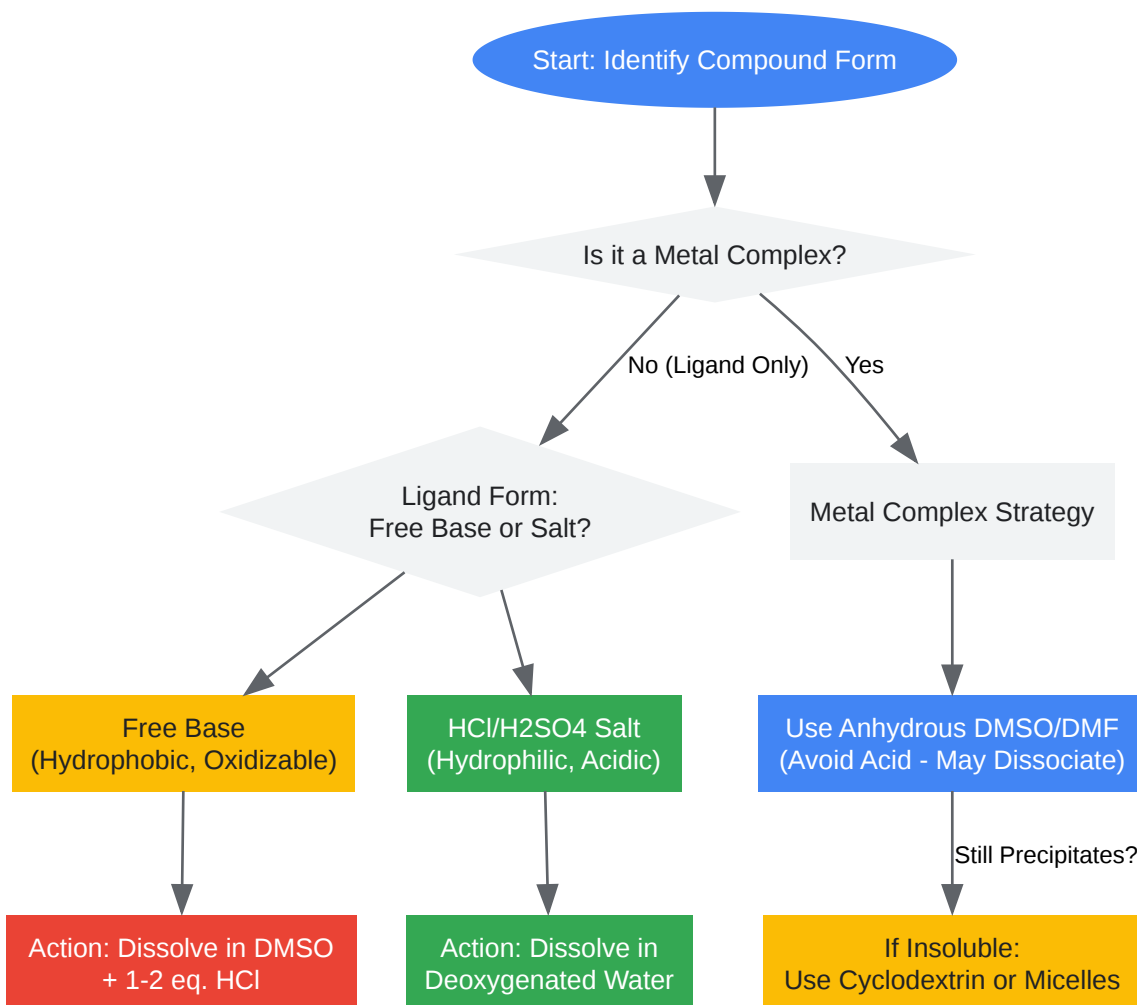 Start: Identify Compound Form
Is it a Metal Complex?
No (Ligand Only)
Yes
Ligand Form:
Free Base or Salt?
Metal Complex Strategy
Free Base
(Hydrophobic, Oxidizable)
HCl/H2SO4 Salt
(Hydrophilic, Acidic)
Use Anhydrous DMSO/DMF
(Avoid Acid - May Dissociate)
Still Precipitates?
Action: Dissolve in DMSO
+ 1-2 eq. HCl
Action: Dissolve in
Deoxygenated Water
If Insoluble:
Use Cyclodextrin or Micelles